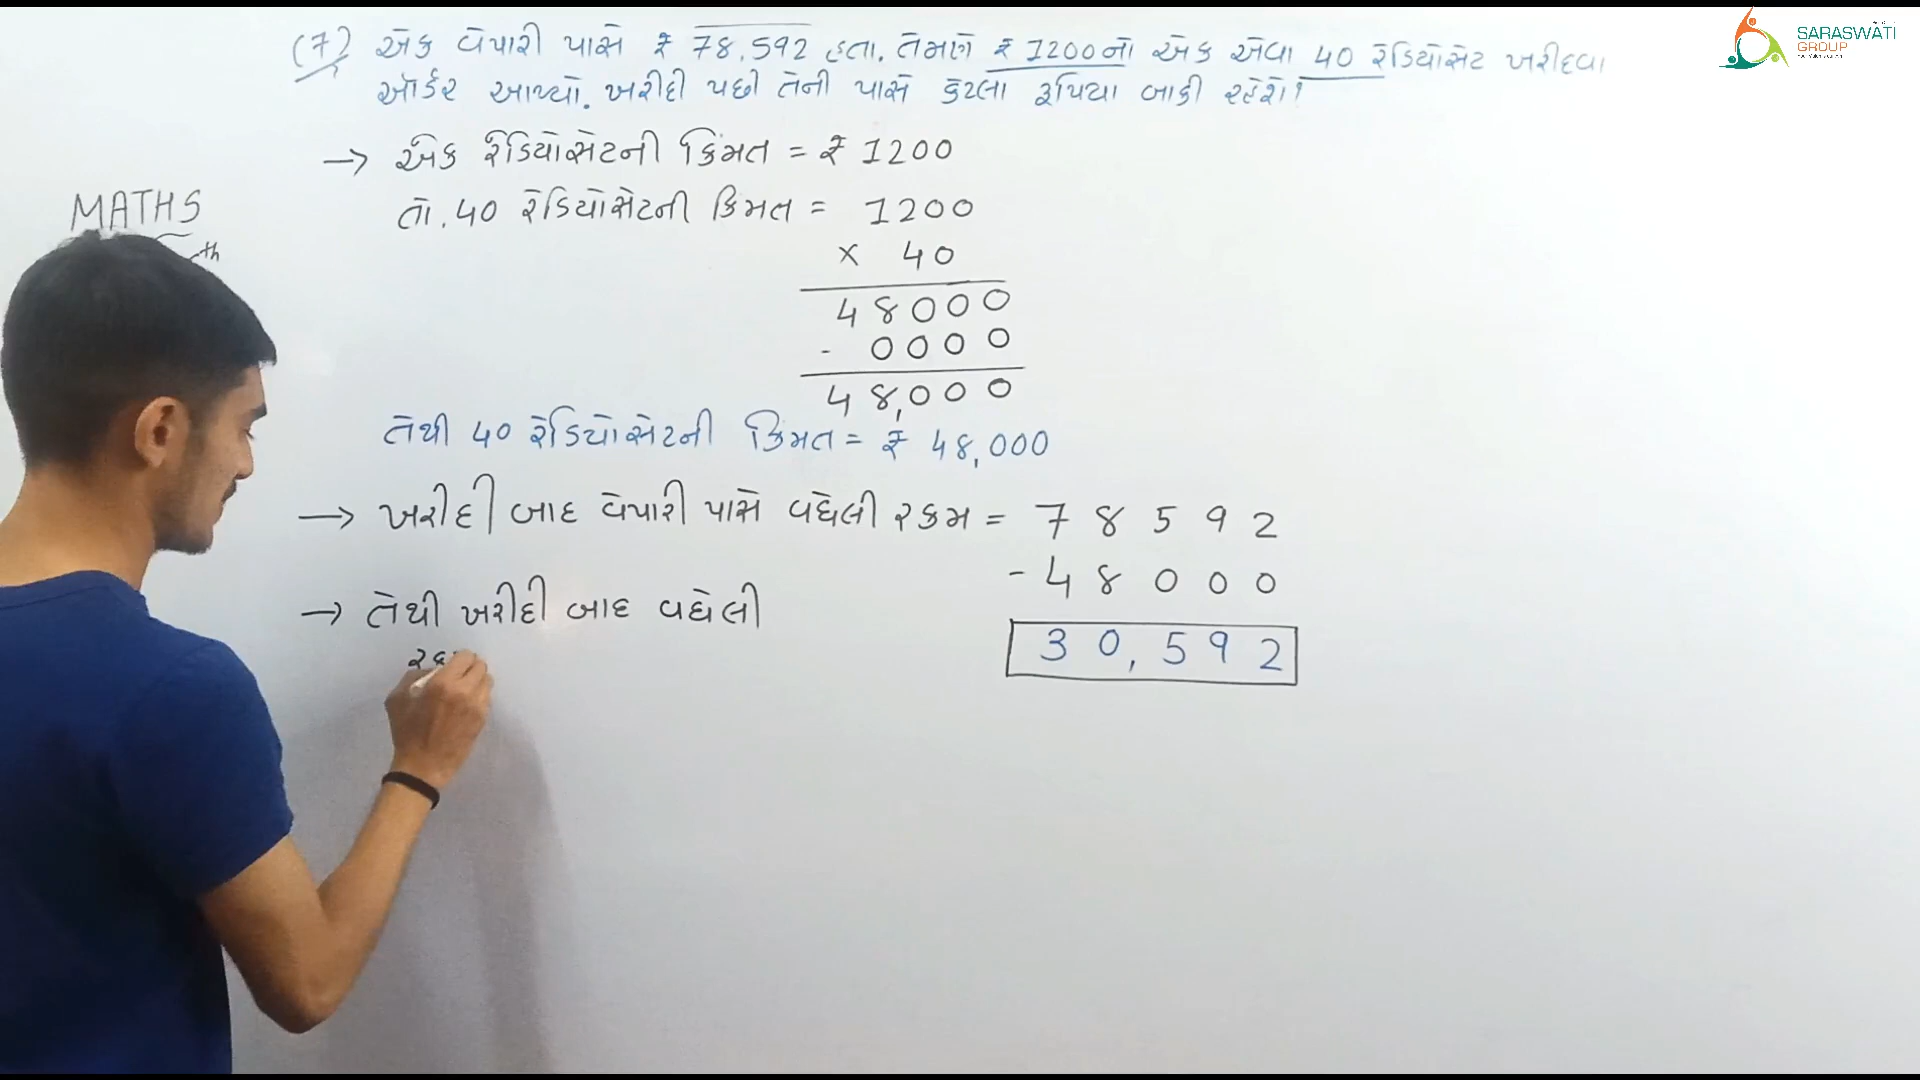 (7) એક વેપારી પાસે ₹ 78,592 હતા. તેમણે ₹ 1200નો એક એવા 40 રેડિયોસેટ ખરીદવા
ઓર્ડર આપ્યો. ખરીદી પછી તેની પાસે કેટલા રૂપિયા બાકી રહેશે?
→ એક રેડિયોસેટની કિંમત = ₹ 1200
તો, 40 રેડિયોસેટની કિંમત = 1200
× 40
48000
- 0000
48,000
તેથી 40 રેડિયોસેટની કિંમત = ₹ 48,000
→ ખરીદી બાદ વેપારી પાસે વધેલી રકમ = 78592
- 48000
30,592
→ તેથી ખરીદી બાદ વધેલી
MATHS
th
SARASWATI
GROUP